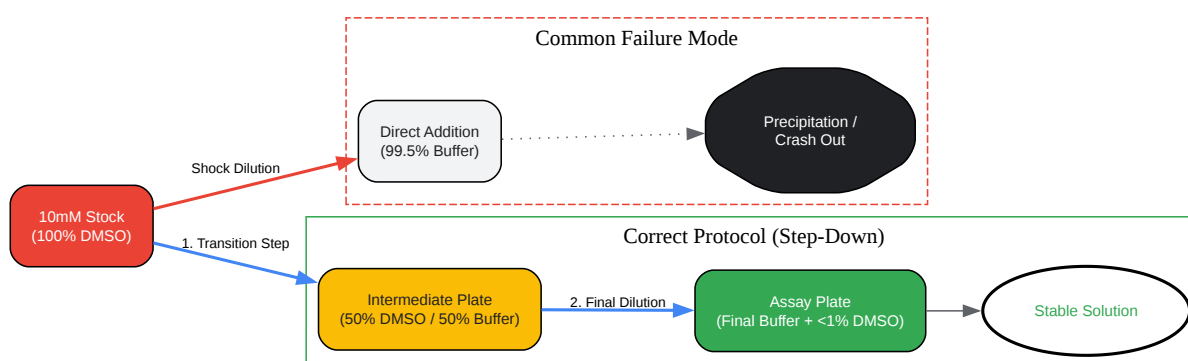 Common Failure Mode
Direct Addition
(99.5% Buffer)
Precipitation /
Crash Out
Shock Dilution
10mM Stock
(100% DMSO)
1. Transition Step
Correct Protocol (Step-Down)
Intermediate Plate
(50% DMSO / 50% Buffer)
2. Final Dilution
Assay Plate
(Final Buffer + <1% DMSO)
Stable Solution